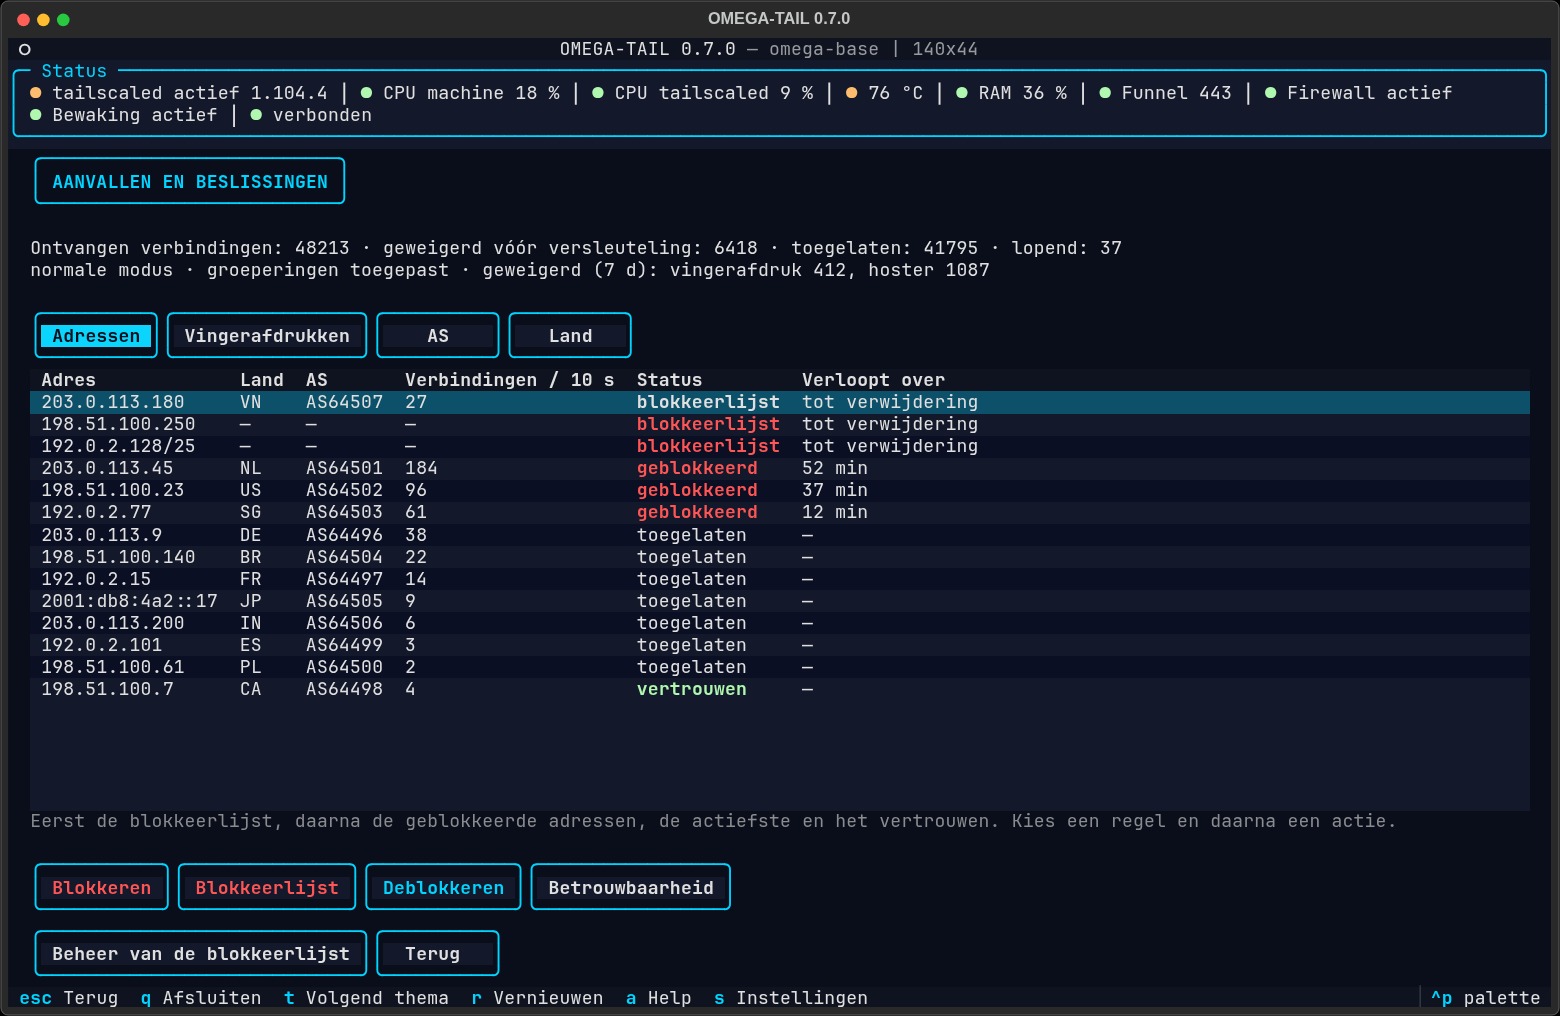 OMEGA-TAIL 0.7.0
OMEGA-TAIL 0.7.0 — omega-base | 140x44
Status
tailscaled actief 1.104.4 │ ● CPU machine 18 % │ ● CPU tailscaled 9 % │ ● 76 °C │ ● RAM 36 % │ ● Funnel 443 │ ● Firewall actief
Bewaking actief │ ● verbonden
AANVALLEN EN BESLISSINGEN
Ontvangen verbindingen: 48213 · geweigerd vóór versleuteling: 6418 · toegelaten: 41795 · lopend: 37
normale modus · groeperingen toegepast · geweigerd (7 d): vingerafdruk 412, hoster 1087
Adressen Vingerafdrukken AS Land
Adres Land AS Verbindingen / 10 s Status Verloopt over
203.0.113.180 VN AS64507 27 blokkeerlijst tot verwijdering
198.51.100.250 — — — blokkeerlijst tot verwijdering
192.0.2.128/25 — — — blokkeerlijst tot verwijdering
203.0.113.45 NL AS64501 184 geblokkeerd 52 min
198.51.100.23 US AS64502 96 geblokkeerd 37 min
192.0.2.77 SG AS64503 61 geblokkeerd 12 min
203.0.113.9 DE AS64496 38 toegelaten —
198.51.100.140 BR AS64504 22 toegelaten —
192.0.2.15 FR AS64497 14 toegelaten —
2001:db8:4a2::17 JP AS64505 9 toegelaten —
203.0.113.200 IN AS64506 6 toegelaten —
192.0.2.101 ES AS64499 3 toegelaten —
198.51.100.61 PL AS64500 2 toegelaten —
198.51.100.7 CA AS64498 4 vertrouwen —
Eerst de blokkeerlijst, daarna de geblokkeerde adressen, de actiefste en het vertrouwen. Kies een regel en daarna een actie.
Blokkeren Blokkeerlijst Deblokkeren Betrouwbaarheid
Beheer van de blokkeerlijst Terug
esc Terug q Afsluiten t Volgend thema r Vernieuwen a Help s Instellingen ^p palette